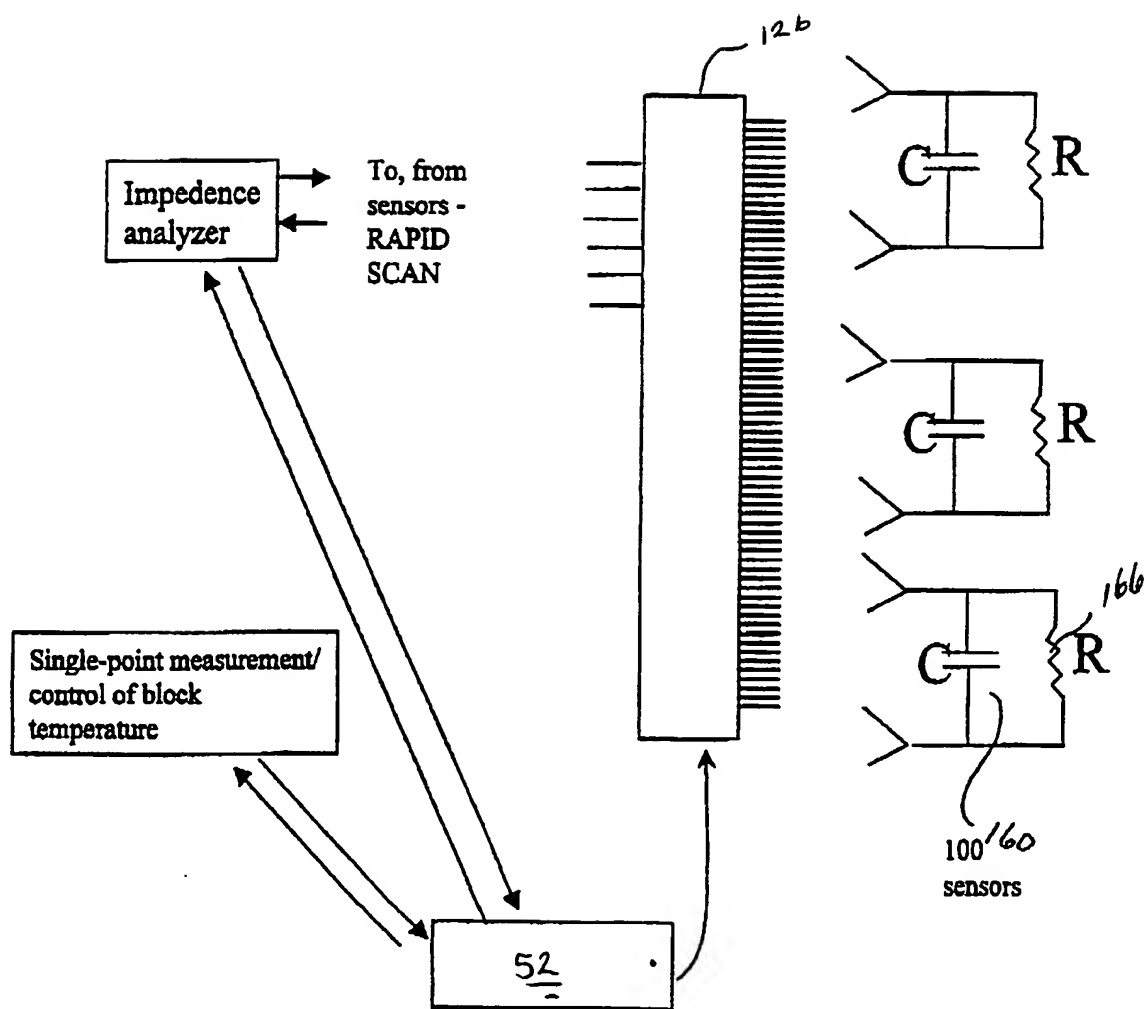 126
Impedence
analyzer
To, from
sensors -
RAPID
SCAN
C
R
C
R
166
C
R
Single-point measurement/
control of block
temperature
100 160
sensors
52